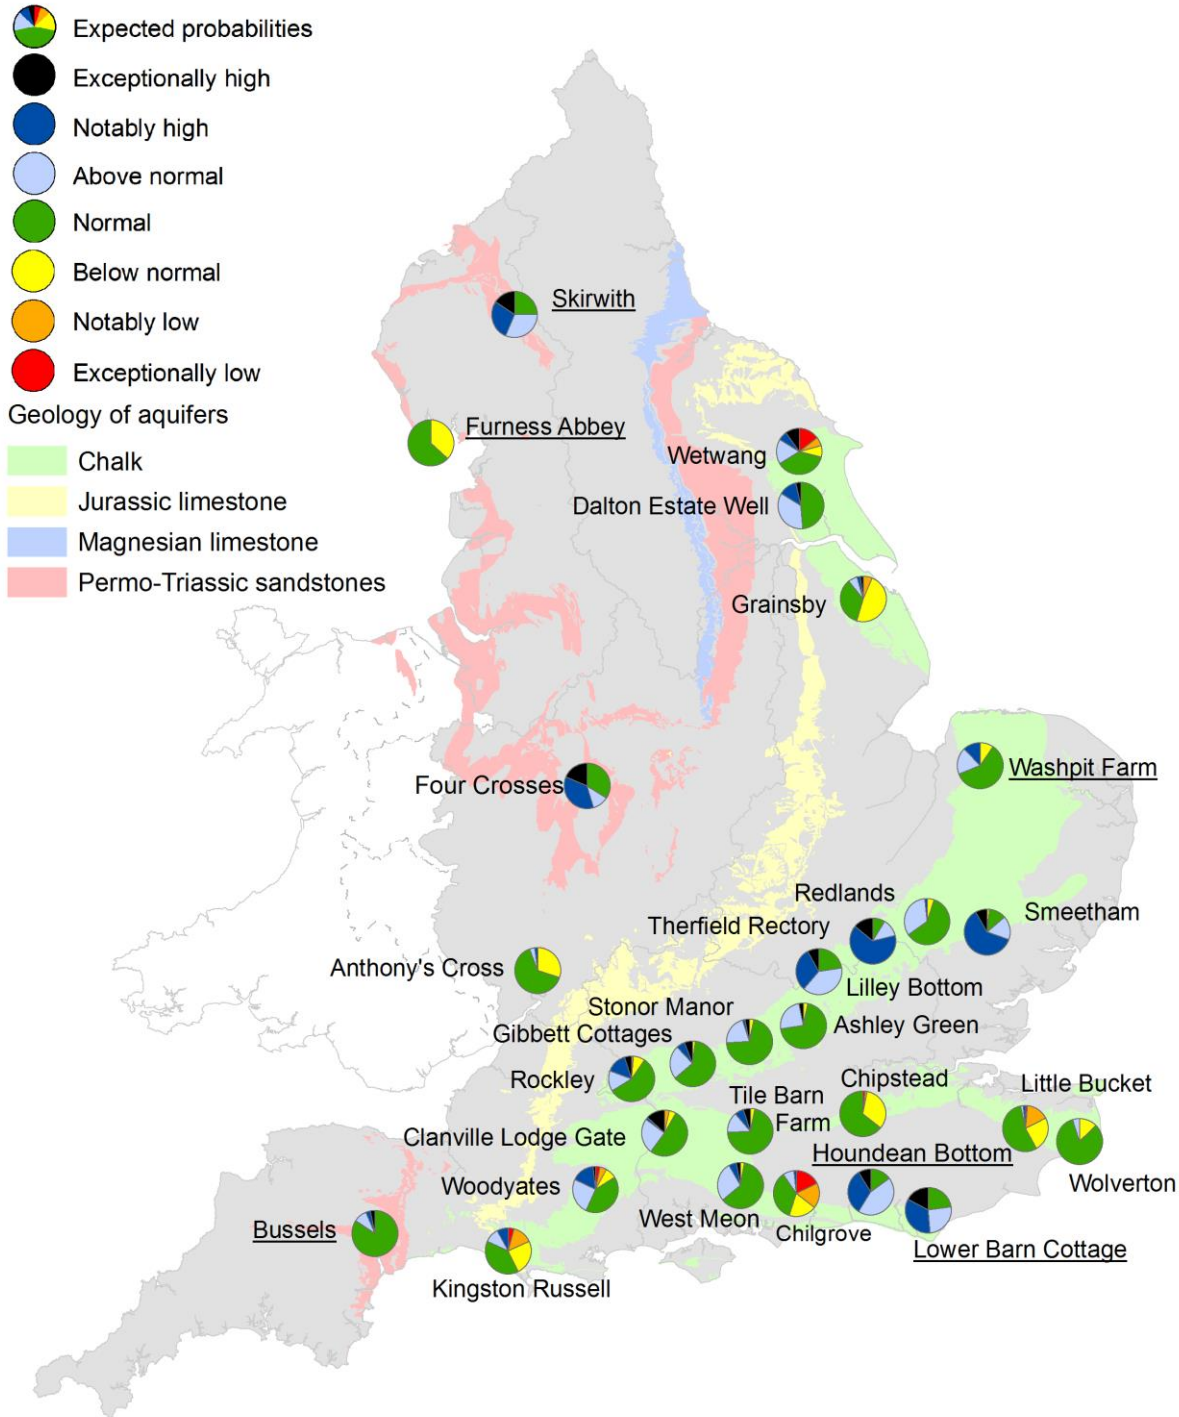 Expected probabilities
Exceptionally high
Notably high
Above normal
Normal
Below normal
Notably low
Exceptionally low
Geology of aquifers
Chalk
Jurassic limestone
Magnesian limestone
Permo-Triassic sandstones
Skirwith
Furness Abbey
Wetwang
Dalton Estate Well
Grainsby
Four Crosses
Washpit Farm
Redlands
Smeetham
Therfield Rectory
Anthony's Cross
Lilley Bottom
Stonor Manor
Ashley Green
Gibbett Cottages
Rockley
Chipstead
Little Bucket
Tile Barn
Farm
Clanville Lodge Gate
Houndean Bottom
Wolverton
Woodyates
West Meon
Chilgrove
Bussels
Lower Barn Cottage
Kingston Russell